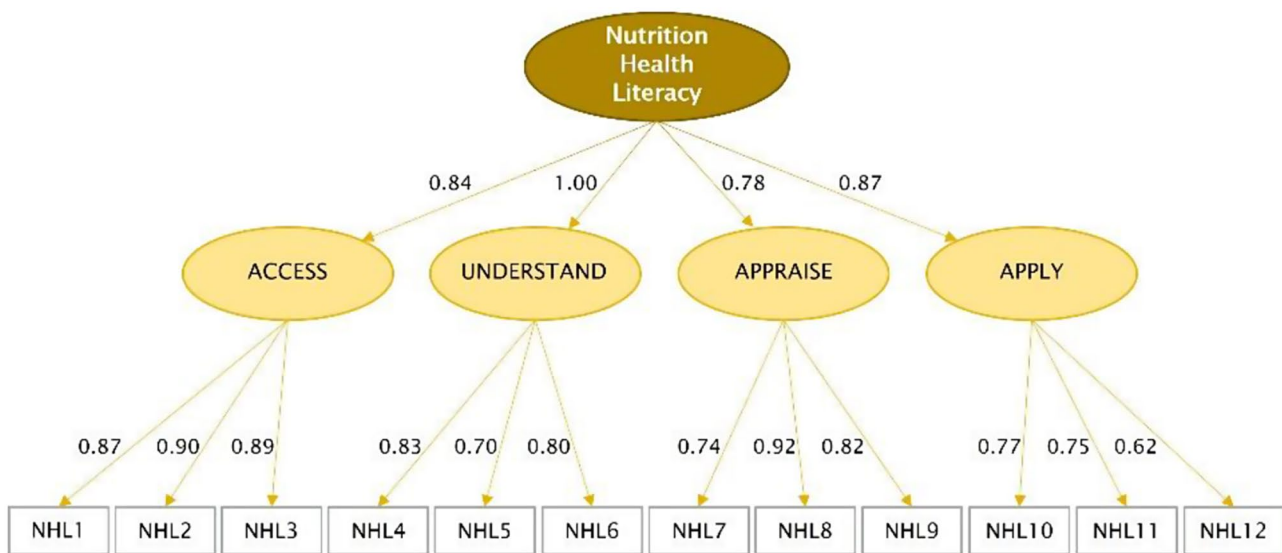 Nutrition
Health
Literacy
0.84 1.00 0.78 0.87
ACCESS UNDERSTAND APPRAISE APPLY
0.87 0.90 0.89 0.83 0.70 0.80 0.74 0.92 0.82 0.77 0.75 0.62
NHL1 NHL2 NHL3 NHL4 NHL5 NHL6 NHL7 NHL8 NHL9 NHL10 NHL11 NHL12